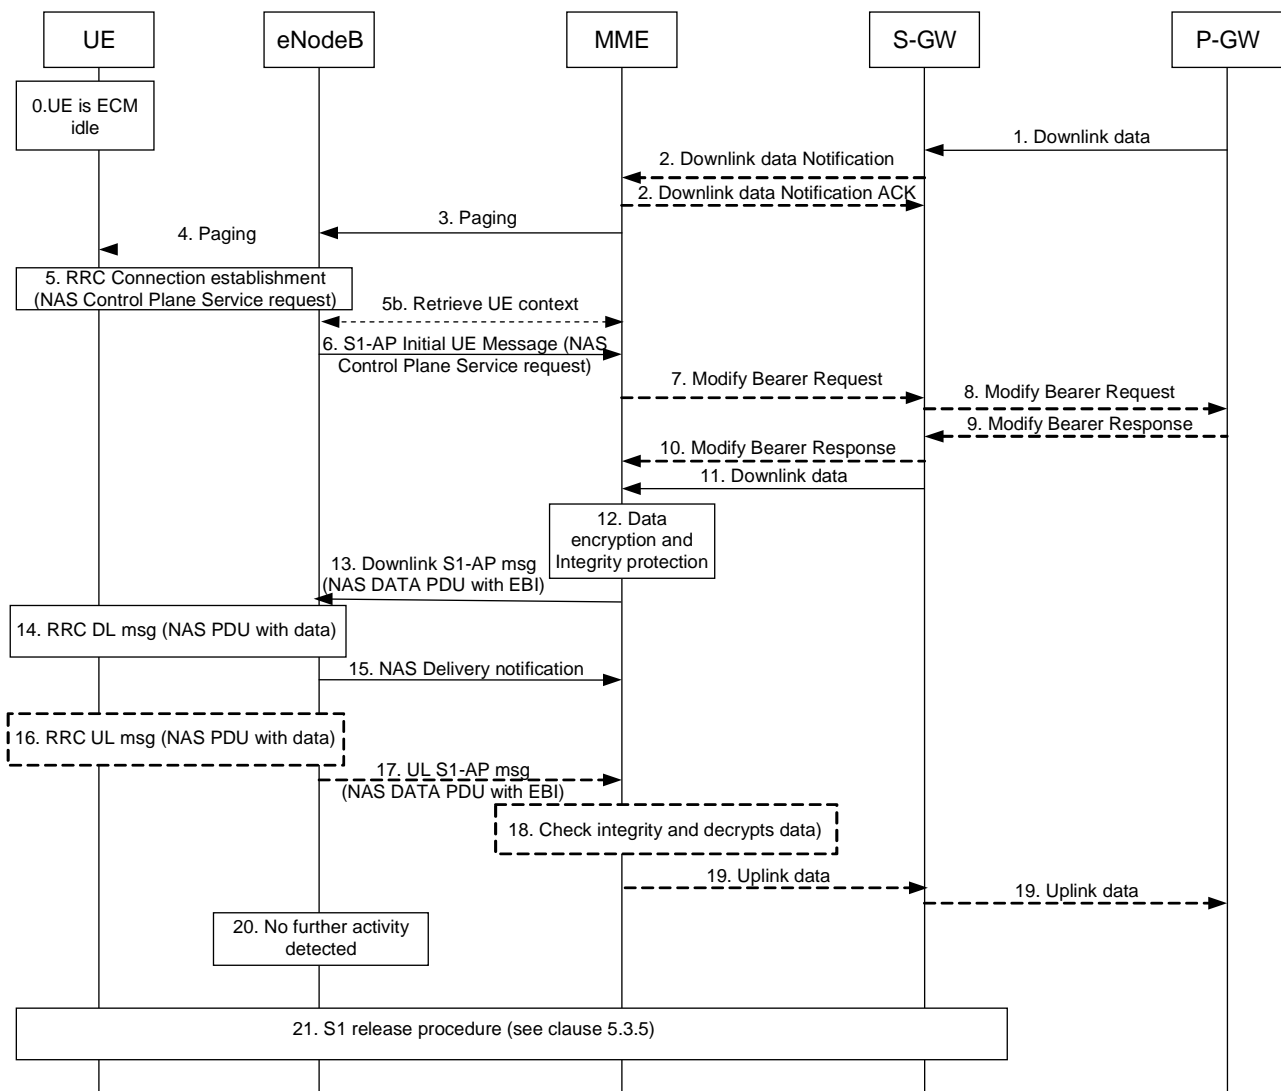 UE
eNodeB
MME
S-GW
P-GW
0.UE is ECM
idle
1. Downlink data
2. Downlink data Notification
2. Downlink data Notification ACK
3. Paging
4. Paging
5. RRC Connection establishment
(NAS Control Plane Service request)
5b. Retrieve UE context
6. S1-AP Initial UE Message (NAS
Control Plane Service request)
7. Modify Bearer Request
8. Modify Bearer Request
9. Modify Bearer Response
10. Modify Bearer Response
11. Downlink data
12. Data
encryption and
Integrity protection
13. Downlink S1-AP msg
(NAS DATA PDU with EBI)
14. RRC DL msg (NAS PDU with data)
15. NAS Delivery notification
16. RRC UL msg (NAS PDU with data)
17. UL S1-AP msg
(NAS DATA PDU with EBI)
18. Check integrity and decrypts data)
19. Uplink data
19. Uplink data
20. No further activity
detected
21. S1 release procedure (see clause 5.3.5)